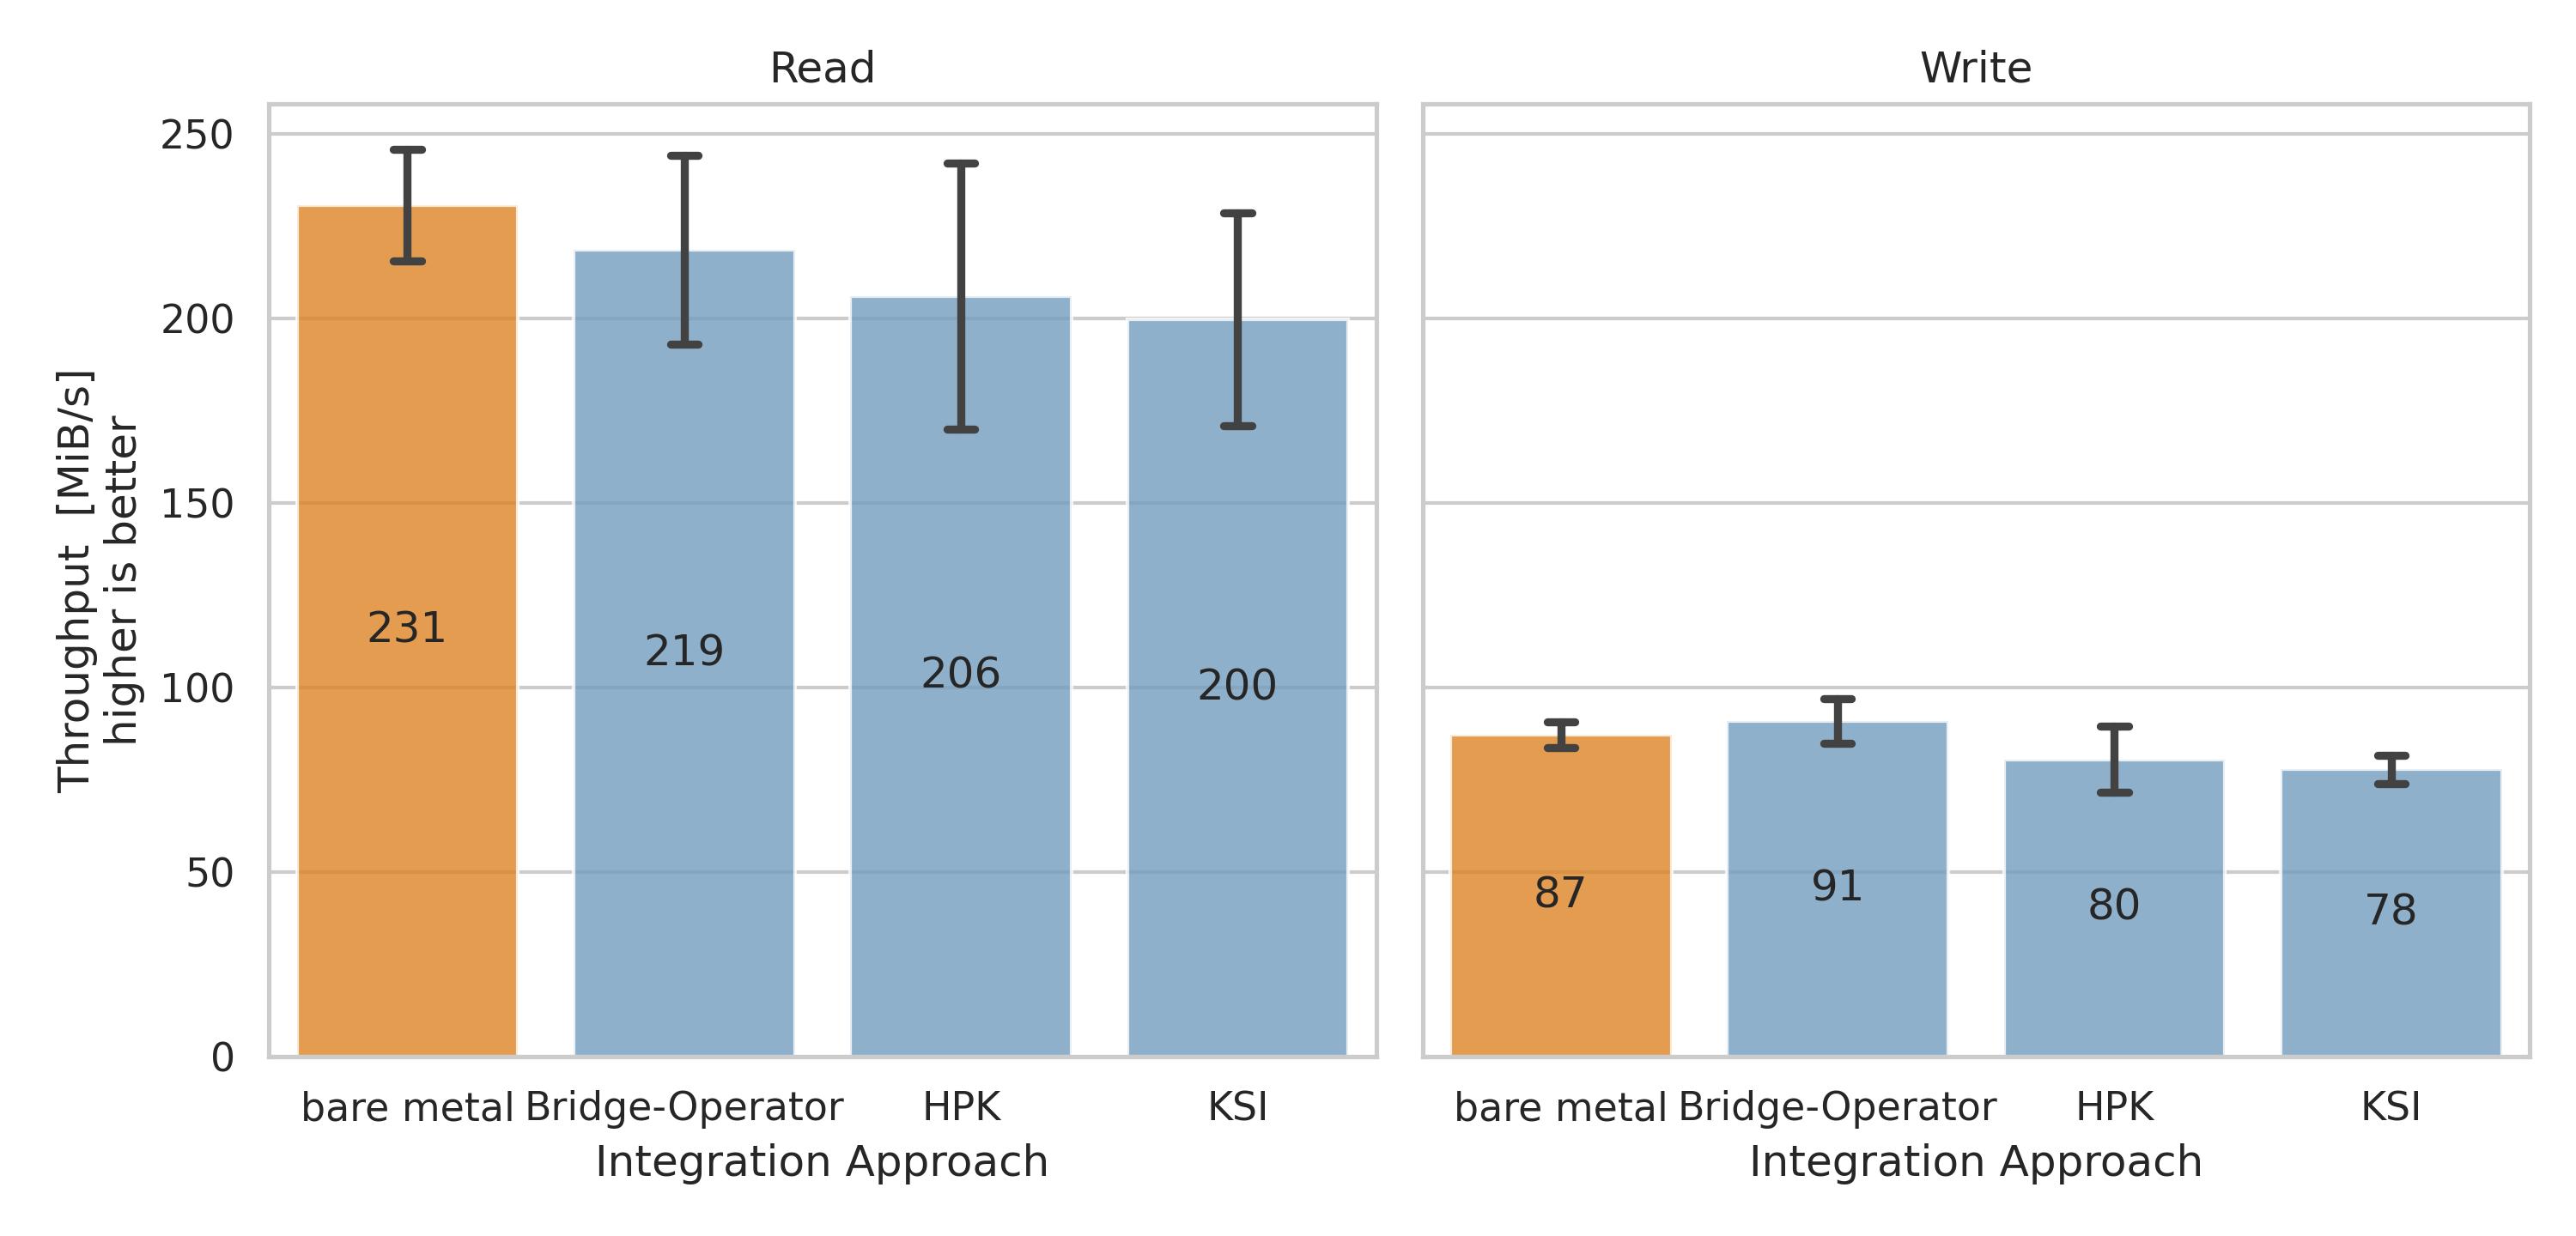 Read
Write
Throughput [MiB/s]
higher is better
250
200
150
100
50
0
231
219
206
200
87
91
80
78
bare metal Bridge-Operator HPK KSI
bare metal Bridge-Operator HPK KSI
Integration Approach
Integration Approach